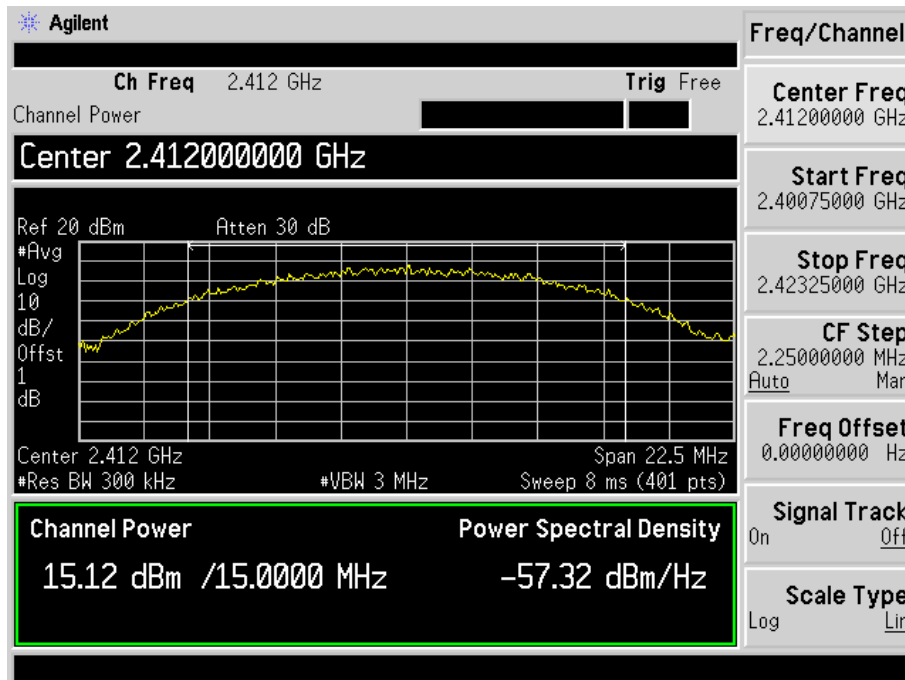 Agilent
Freq/Channel
Ch Freq 2.412 GHz Trig Free
Channel Power
Center 2.412000000 GHz
Ref 20 dBm Atten 30 dB
#Avg
Log
10
dB/
Offst
1
dB
Center 2.412 GHz Span 22.5 MHz
#Res BW 300 kHz #VBW 3 MHz Sweep 8 ms (401 pts)
Channel Power Power Spectral Density
15.12 dBm /15.0000 MHz -57.32 dBm/Hz
Center Freq
2.41200000 GHz
Start Freq
2.40075000 GHz
Stop Freq
2.42325000 GHz
CF Step
2.25000000 MHz
Auto Man
Freq Offset
0.00000000 Hz
Signal Track
On Off
Scale Type
Log Lin